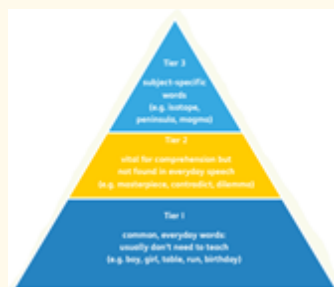 Tier 3
subject-specific
words
(e.g. isotope,
peninsula, magma)
Tier 2
vital for comprehension but
not found in everyday speech
(e.g. masterpiece, contradict, dilemma)
Tier 1
common, everyday words:
usually don't need to teach
(e.g. boy, girl, table, run, birthday)